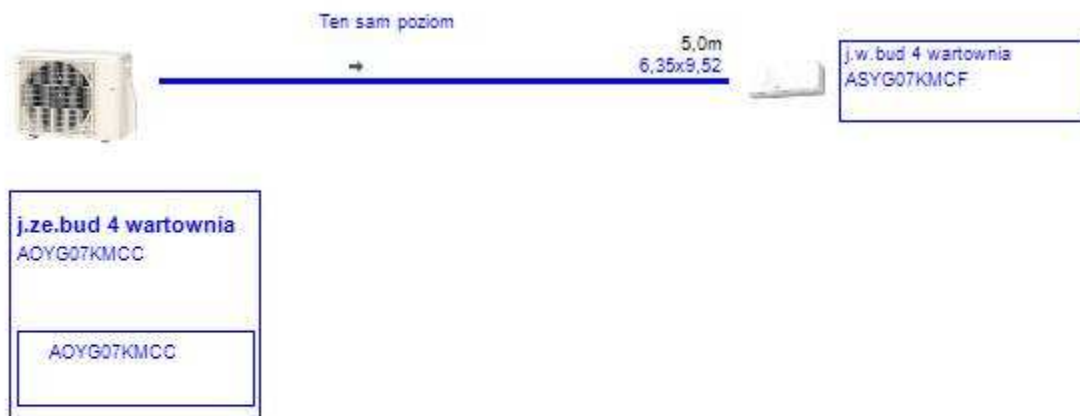 Ten sam poziom
5,0m
6,35x9,52
j.w.bud 4 wartownia
ASYG07KMCF
j.ze.bud 4 wartownia
AOYG07KMCC
AOYG07KMCC